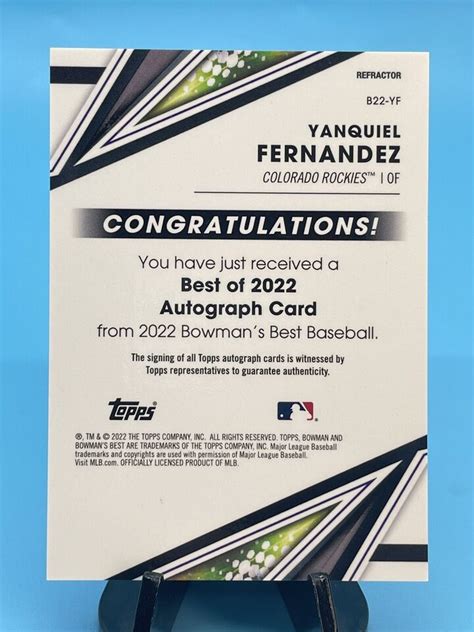 REFRACTOR
B22-YF
YANQUIEL
FERNANDEZ
COLORADO ROCKIES™ | OF
CONGRATULATIONS!
You have just received a
Best of 2022
Autograph Card
from 2022 Bowman's Best Baseball.
The signing of all Topps autograph cards is witnessed by
Topps representatives to guarantee authenticity.
topps
®, TM & © 2022 THE TOPPS COMPANY, INC. ALL RIGHTS RESERVED. TOPPS, BOWMAN AND
BOWMAN'S BEST ARE TRADEMARKS OF THE TOPPS COMPANY, INC. Major League Baseball
trademarks and copyrights are used with permission of Major League Baseball.
Visit MLB.com. OFFICIALLY LICENSED PRODUCT OF MLB.